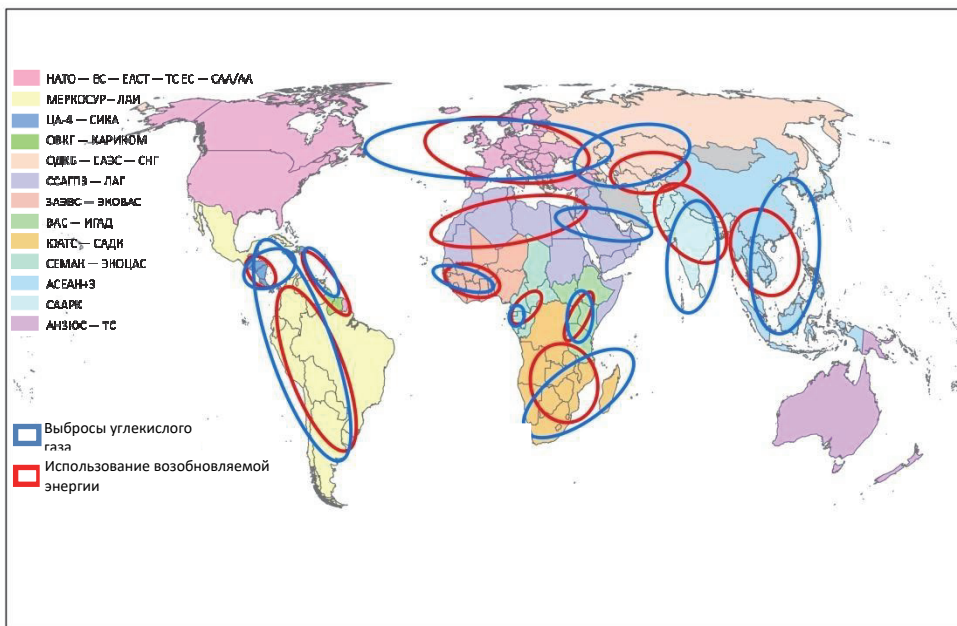 НАТО — ЕС — ЕАСТ — ТС ЕС — САА/АА
МЕРКОСУР – ЛАИ
ЦА-4 — СИКА
ОВКГ — КАРИКОМ
ОДКБ — ЕАЭС — СНГ
ССАГПЗ — ЛАГ
ЗАЭВС — ЭКОВАС
ВАС — ИГАД
ЮАТС — САДК
СЕМАК — ЭКОЦАС
АСЕАН+3
СААРК
АНЗЮС — ТС
Выбросы углекислого
газа
Использование возобновляемой
энергии